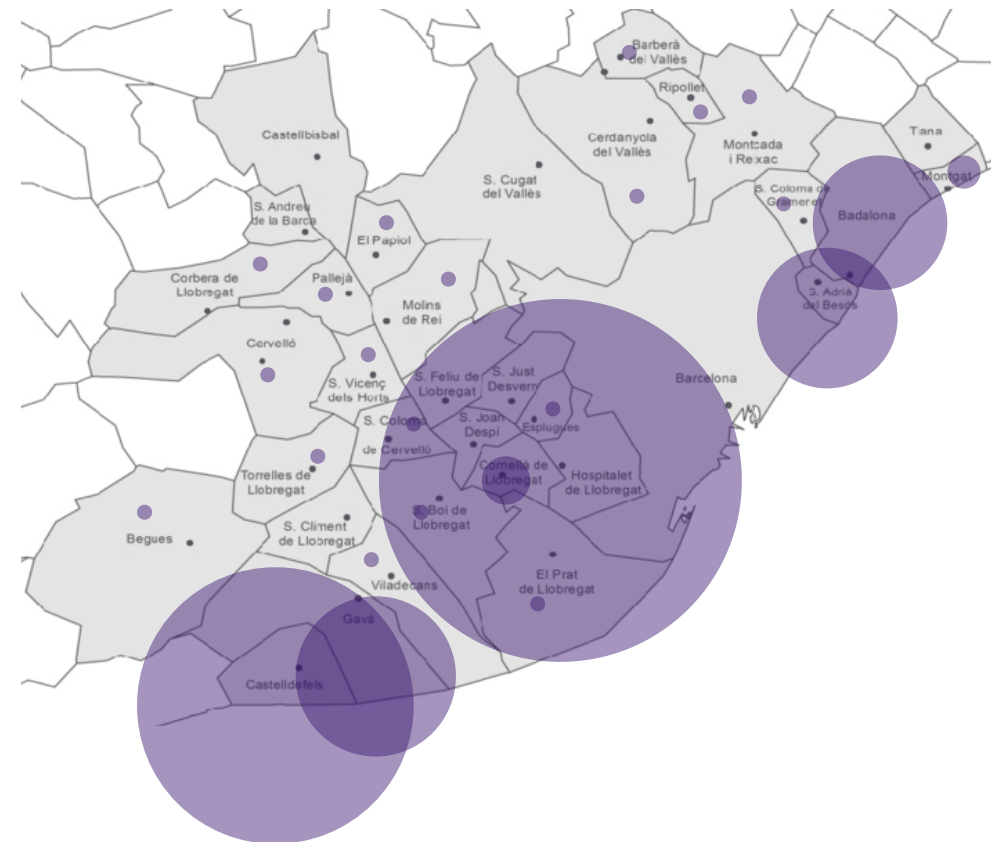 Barberà
del Vallès
Ripollet
Castellbisbal
Cerdanyola
del Vallès
Montcada
i Reixac
Tiana
Montgat
S. Cugat
del Vallès
S. Coloma de
Gramenet
Badalona
S. Andreu
de la Barca
El Papiol
Corbera de
Llobregat
Pallejà
Molins
de Rei
S. Adrià
del Besós
Cervelló
S. Vicenç
dels Horts
S. Feliu de
Llobregat
S. Just
Desvern
Barcelona
S. Coloma
de Cervelló
S. Joan
Despí
Esplugues
Torrelles de
Llobregat
Cornellà de
Llobregat
Hospitalet
de Llobregat
Begues
S. Climent
de Llobregat
S. Boi de
Llobregat
Viladecans
El Prat
de Llobregat
Gavà
Castelldefels